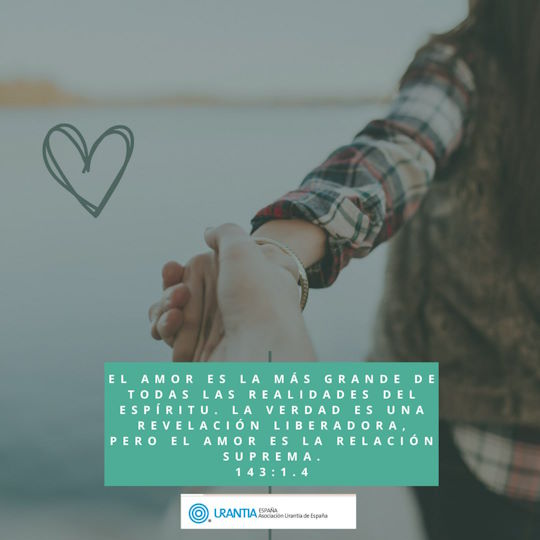 EL AMOR ES LA MÁS GRANDE DE
TODAS LAS REALIDADES DEL
ESPÍRITU. LA VERDAD ES UNA
REVELACIÓN LIBERADORA,
PERO EL AMOR ES LA RELACIÓN
SUPREMA.
143:1.4
URANTIA ESPAÑA
Asociación Urantia de España